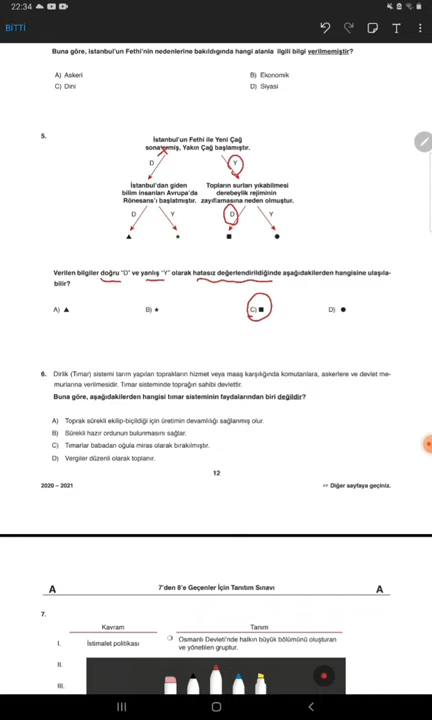 22:34
BİTTİ
Buna göre, İstanbul'un Fethi'nin nedenlerine bakıldığında hangi alanla ilgili bilgi verilmemiştir?
A) Askeri
B) Ekonomik
C) Dini
D) Siyasi
5.
İstanbul'un Fethi ile Yeni Çağ
sona ermiş, Yakın Çağ başlamıştır.
D
Y
İstanbul'dan giden
bilim insanları Avrupa'da
Rönesans'ı başlatmıştır.
Topların surları yıkabilmesi
derebeylik rejiminin
zayıflamasına neden olmuştur.
D
Y
D
Y
Verilen bilgiler doğru "D" ve yanlış "Y" olarak hatasız değerlendirildiğinde aşağıdakilerden hangisine ulaşıla-
bilir?
A) ▲
B) ★
C) ■
D) ●
6. Dirlik (Tımar) sistemi tarım yapılan toprakların hizmet veya maaş karşılığında komutanlara, askerlere ve devlet me-
murlarına verilmesidir. Tımar sisteminde toprağın sahibi devlettir.
Buna göre, aşağıdakilerden hangisi tımar sisteminin faydalarından biri değildir?
A) Toprak sürekli ekilip-biçildiği için üretimin devamlılığı sağlanmış olur.
B) Sürekli hazır ordunun bulunmasını sağlar.
C) Tımarlar babadan oğula miras olarak bırakılmıştır.
D) Vergiler düzenli olarak toplanır.
12
2020 – 2021
Diğer sayfaya geçiniz.
A
7'den 8'e Geçenler İçin Tanıtım Sınavı
A
7.
Kavram
Tanım
I.
İstimalet politikası
Osmanlı Devleti'nde halkın büyük bölümünü oluşturan
ve yönetilen gruptur.
II.
III.